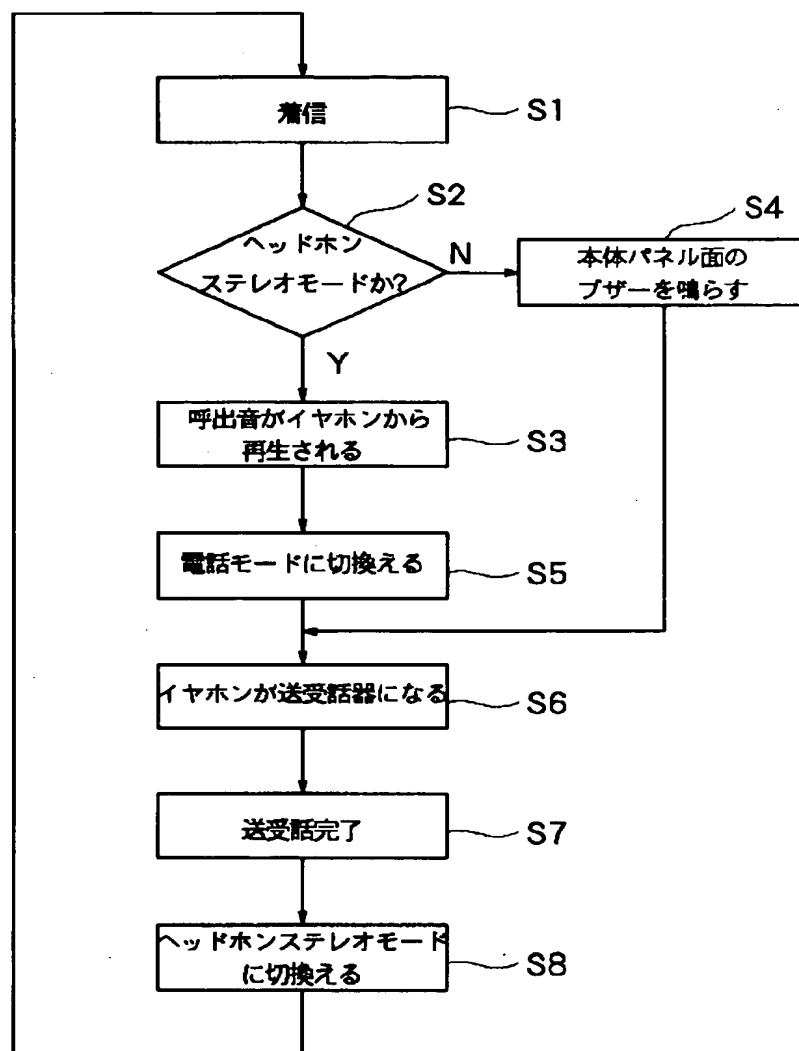 着信
S1
S2
ヘッドホン
ステレオモードか?
N
S4
本体パネル面の
ブザーを鳴らす
Y
呼出音がイヤホンから
再生される
S3
電話モードに切換える
S5
イヤホンが送受話器になる
S6
送受話完了
S7
ヘッドホンステレオモード
に切換える
S8